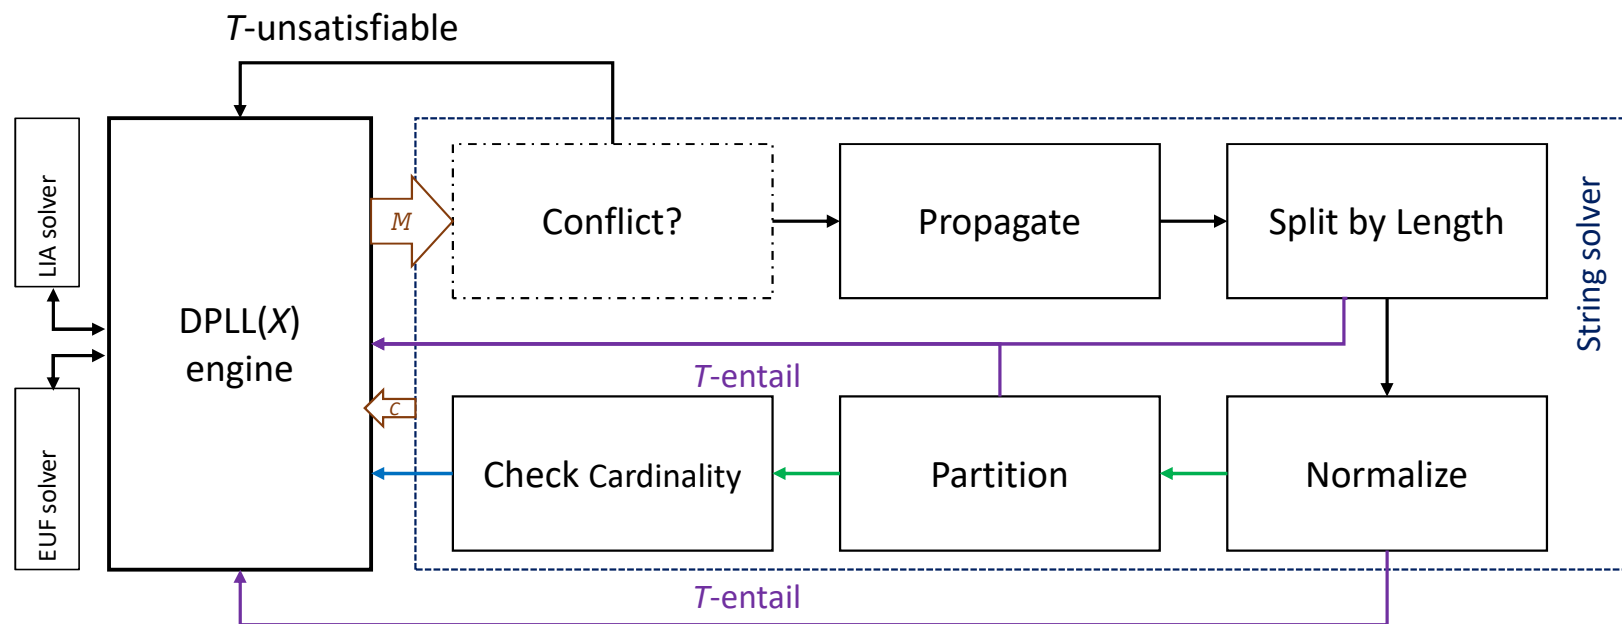 T-unsatisfiable
LIA solver
EUF solver
DPLL(X)
engine
M
C
Conflict?
Propagate
Split by Length
String solver
T-entail
Check Cardinality
Partition
Normalize
T-entail